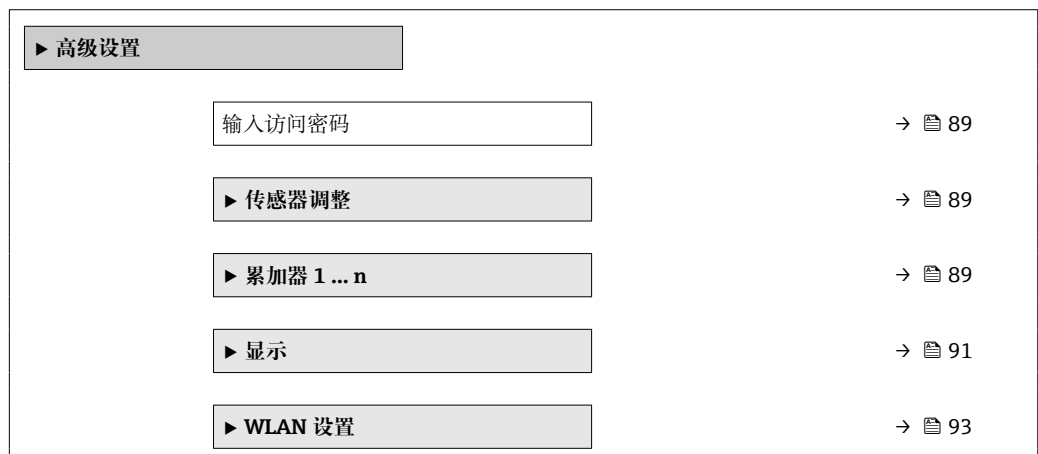 ▶ 高级设置
输入访问密码 → 89
▶ 传感器调整 → 89
▶ 累加器 1 ... n → 89
▶ 显示 → 91
▶ WLAN 设置 → 93